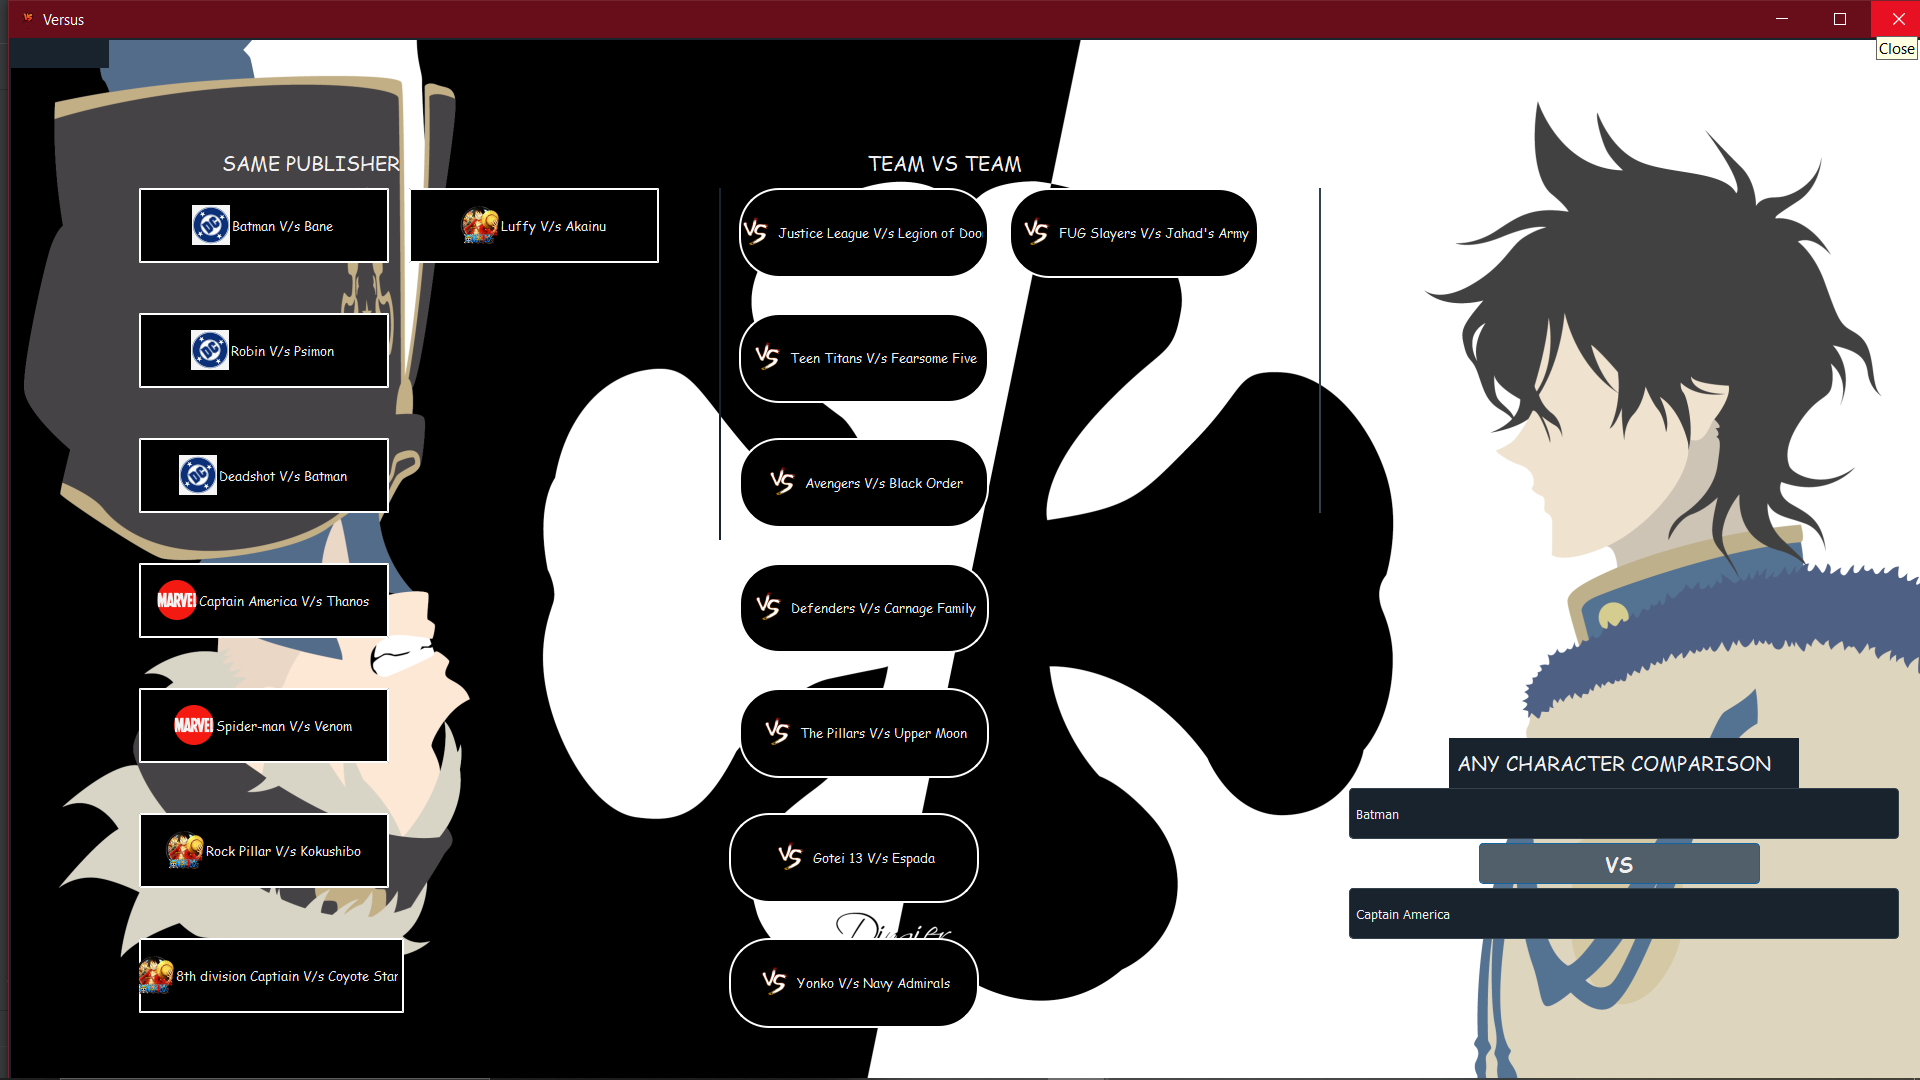 Versus
Close
SAME PUBLISHER
Batman V/s Bane
Luffy V/s Akainu
Robin V/s Psimon
Deadshot V/s Batman
MARVEL Captain America V/s Thanos
MARVEL Spider-man V/s Venom
Rock Pillar V/s Kokushibo
8th division Captiain V/s Coyote Star
TEAM VS TEAM
VS Justice League V/s Legion of Doo
VS FUG Slayers V/s Jahad's Army
VS Teen Titans V/s Fearsome Five
VS Avengers V/s Black Order
VS Defenders V/s Carnage Family
VS The Pillars V/s Upper Moon
VS Gotei 13 V/s Espada
VS Yonko V/s Navy Admirals
ANY CHARACTER COMPARISON
Batman
VS
Captain America